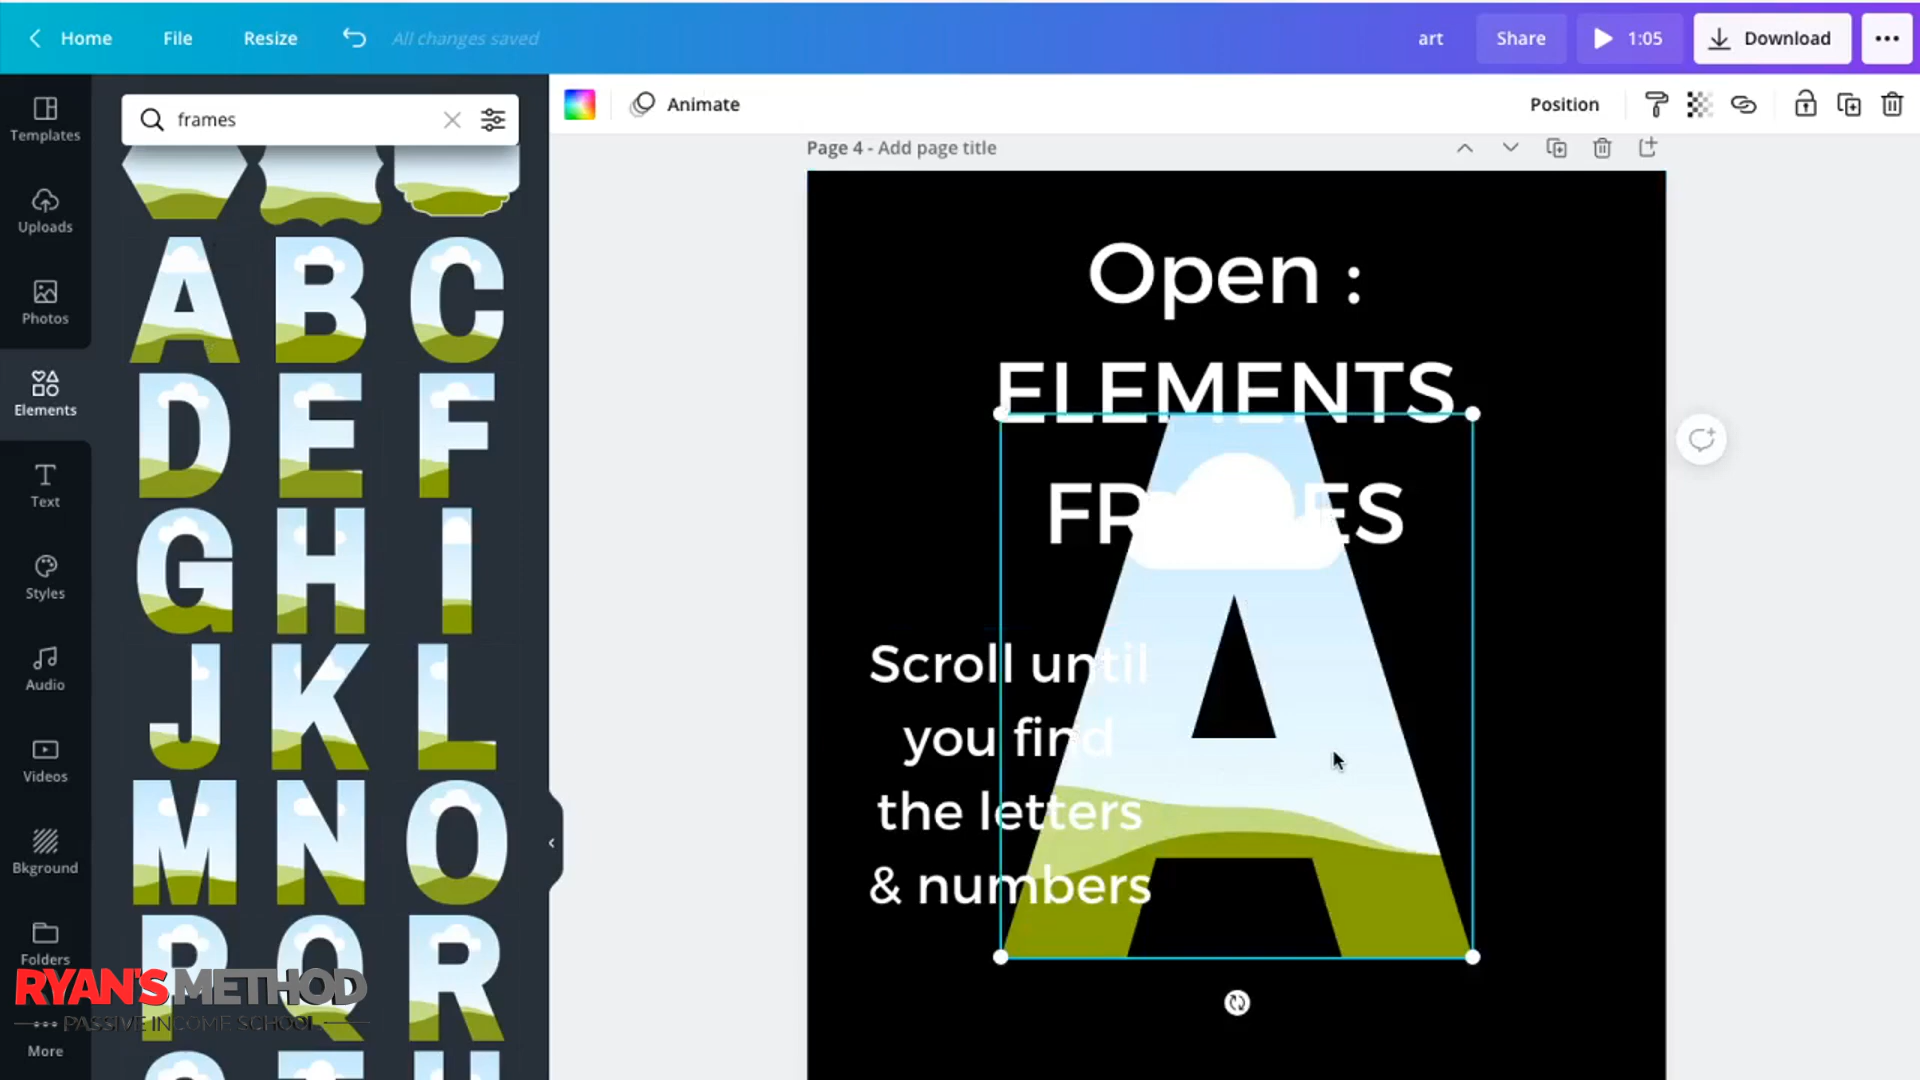 Home File Resize All changes saved art Share 1:05 Download
frames
Animate Position
Page 4 - Add page title
Templates
Uploads
Photos
Elements
Text
Styles
Audio
Videos
Bkground
Folders
More
A B C
D E F
G H I
J K L
M N O
P Q R
Open :
ELEMENTS
Scroll until
you find
the letters
& numbers
A
RYAN'S METHOD
PASSIVE INCOME SCHOOL